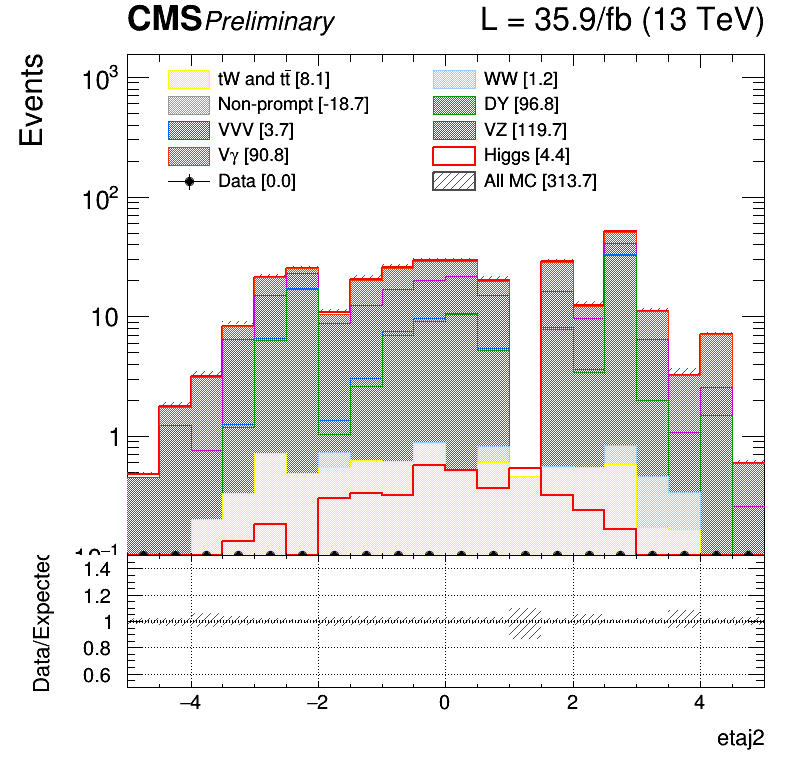 CMS Preliminary L = 35.9/fb (13 TeV)
Events
10³
10²
10
1
10⁻¹
tW and tt̄ [8.1]
WW [1.2]
Non-prompt [-18.7]
DY [96.8]
VVV [3.7]
VZ [119.7]
Vγ [90.8]
Higgs [4.4]
Data [0.0]
All MC [313.7]
Data/Expected
1.4
1.2
1
0.8
0.6
−4 −2 0 2 4
etaj2